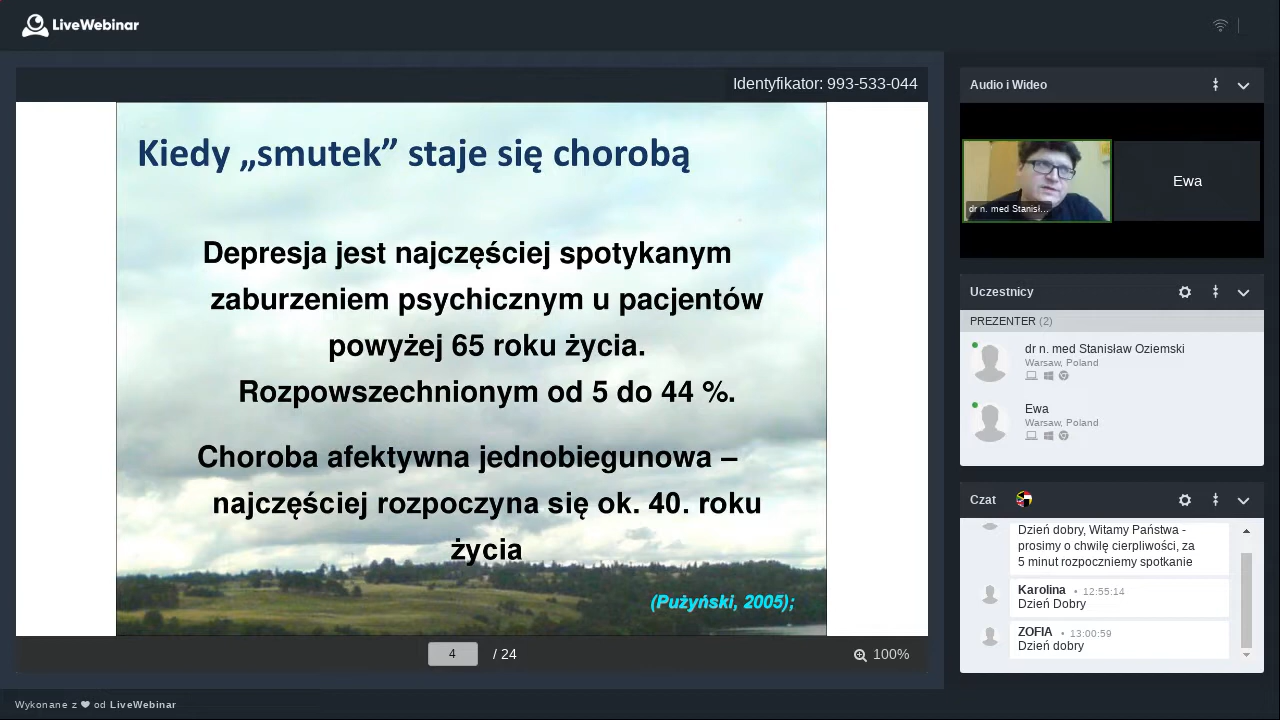 LiveWebinar
Identyfikator: 993-533-044
Kiedy „smutek” staje się chorobą
Depresja jest najczęściej spotykanym
zaburzeniem psychicznym u pacjentów
powyżej 65 roku życia.
Rozpowszechnionym od 5 do 44 %.
Choroba afektywna jednobiegunowa –
najczęściej rozpoczyna się ok. 40. roku
życia
(Pużyński, 2005);
4 / 24
100%
Audio i Wideo
dr n. med Stanisł...
Ewa
Uczestnicy
PREZENTER (2)
dr n. med Stanisław Oziemski
Warsaw, Poland
Ewa
Warsaw, Poland
Czat
Dzień dobry, Witamy Państwa -
prosimy o chwilę cierpliwości, za
5 minut rozpoczniemy spotkanie
Karolina • 12:55:14
Dzień Dobry
ZOFIA • 13:00:59
Dzień dobry
Wykonane z ❤ od LiveWebinar